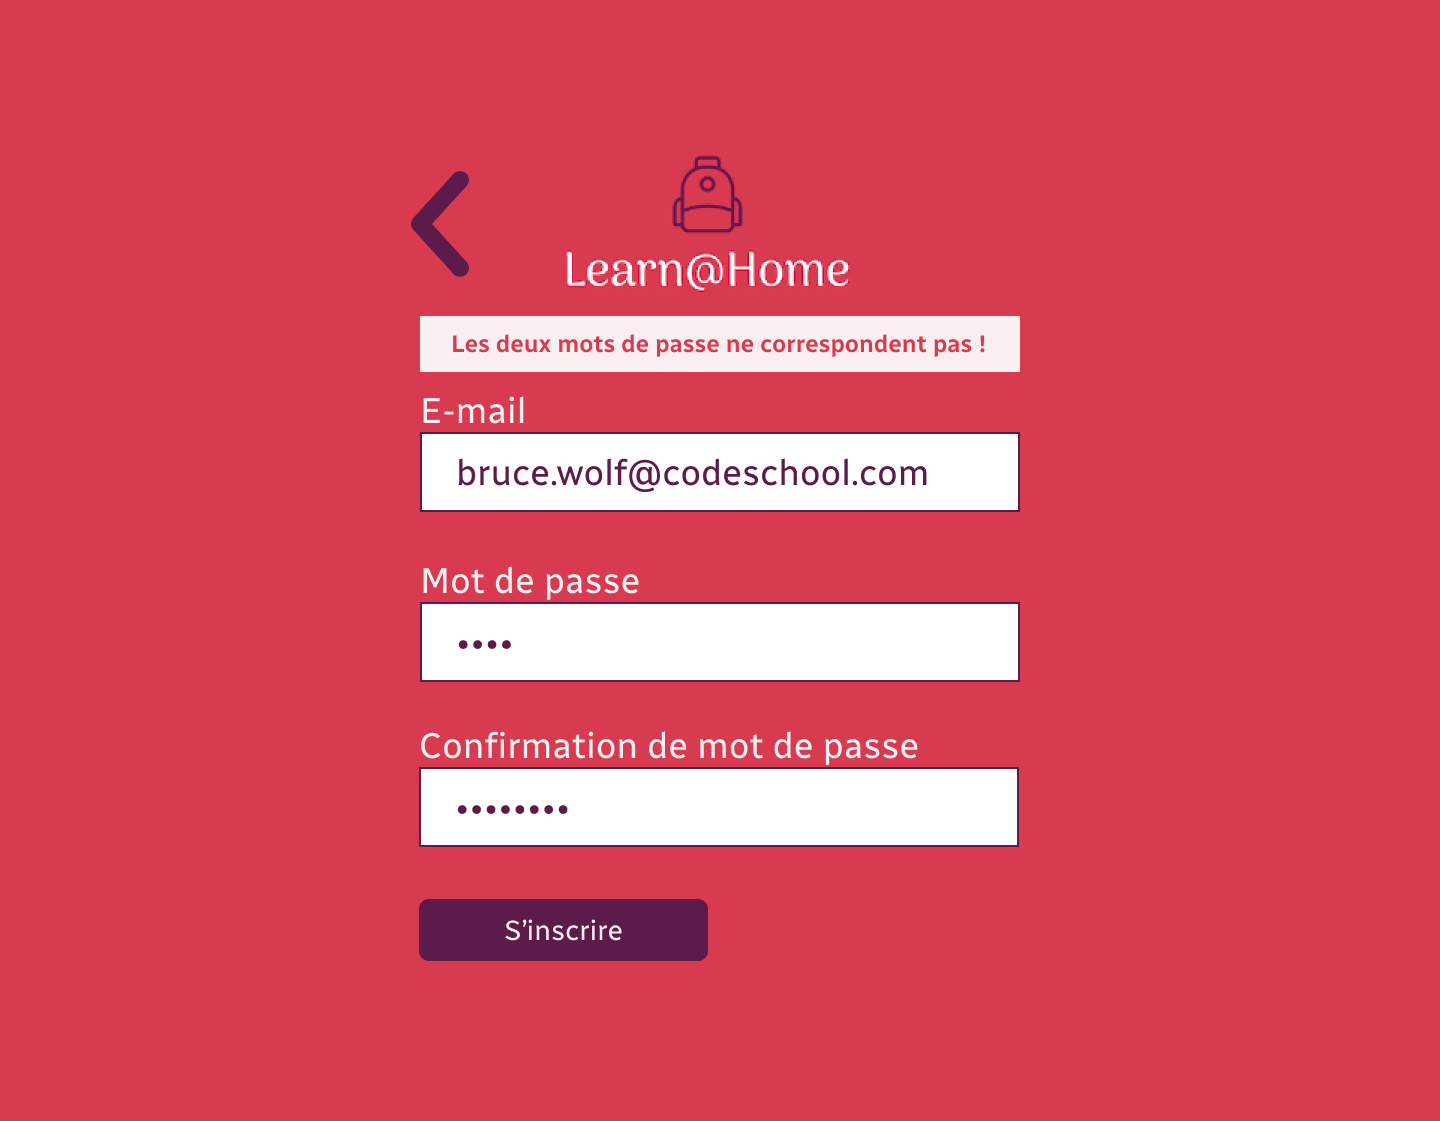 Learn@Home
Les deux mots de passe ne correspondent pas !
E-mail
bruce.wolf@codeschool.com
Mot de passe
••••
Confirmation de mot de passe
••••••••
S’inscrire